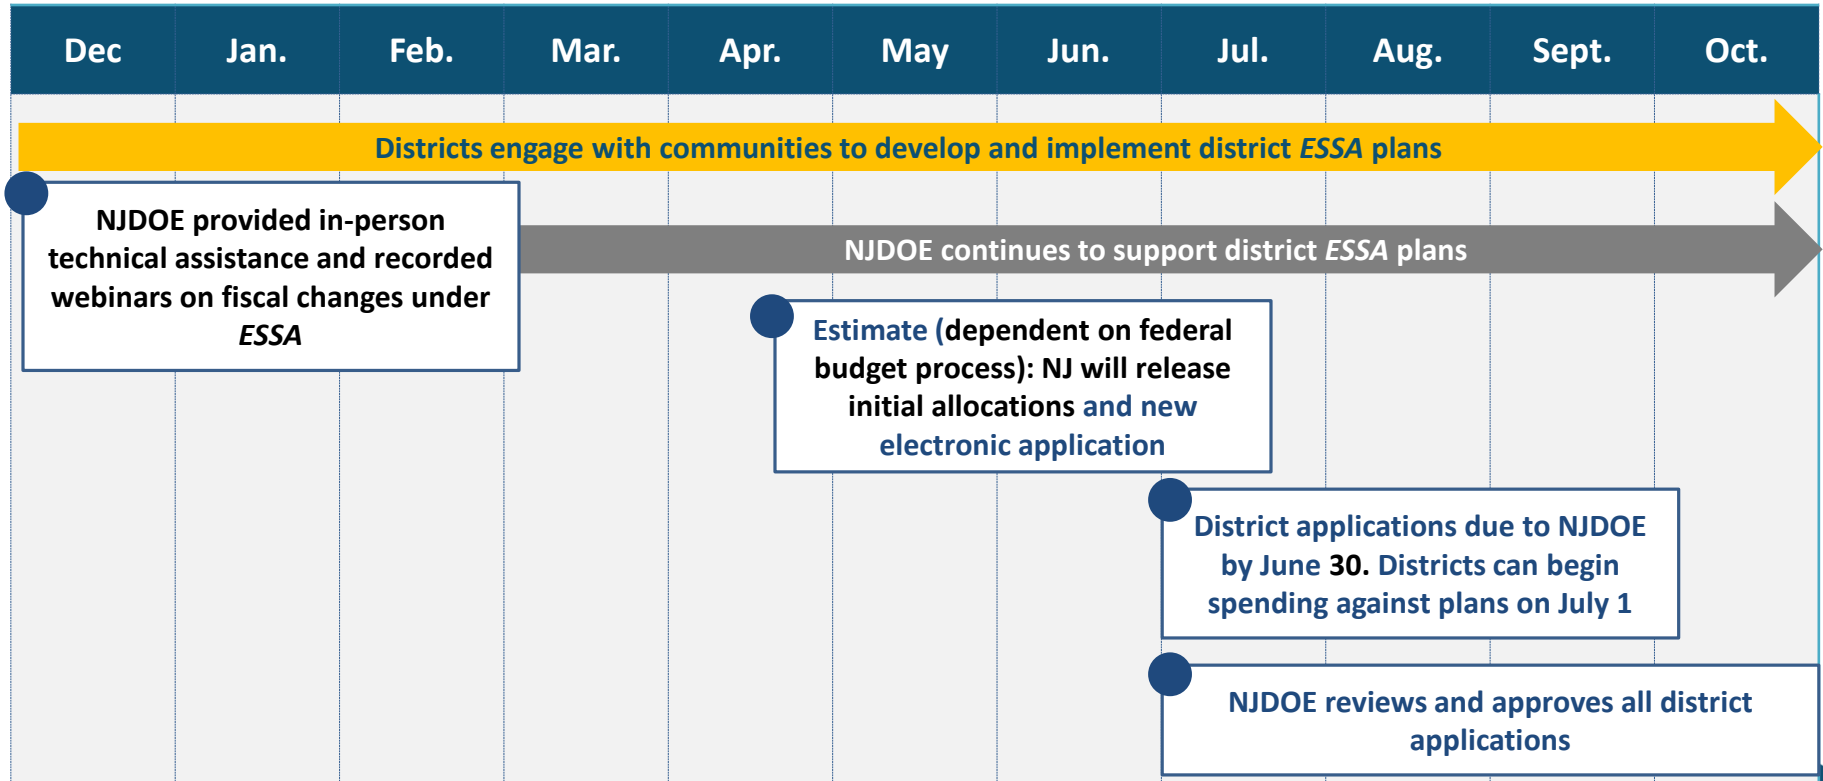 Dec Jan. Feb. Mar. Apr. May Jun. Jul. Aug. Sept. Oct.
Districts engage with communities to develop and implement district ESSA plans
NJDOE provided in-person
technical assistance and recorded
webinars on fiscal changes under
ESSA
NJDOE continues to support district ESSA plans
Estimate (dependent on federal
budget process): NJ will release
initial allocations and new
electronic application
District applications due to NJDOE
by June 30. Districts can begin
spending against plans on July 1
NJDOE reviews and approves all district
applications